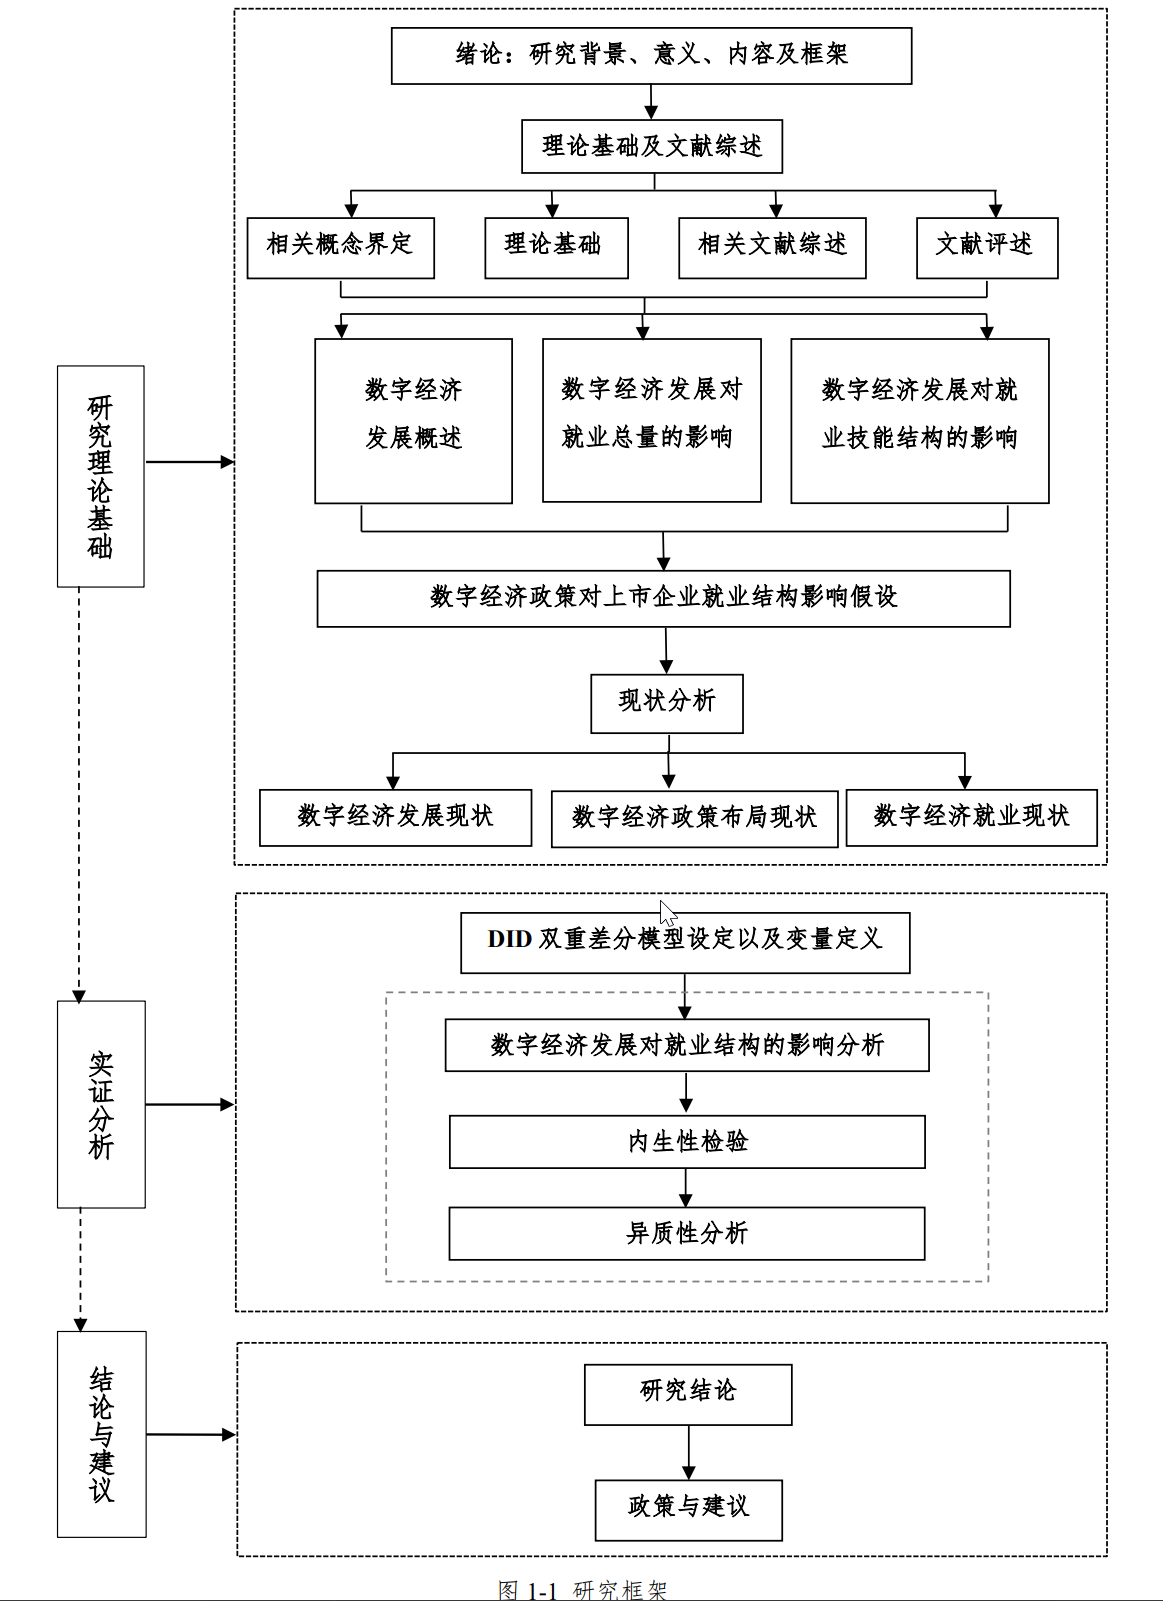 绪论：研究背景、意义、内容及框架
理论基础及文献综述
相关概念界定
理论基础
相关文献综述
文献评述
数字经济
发展概述
数字经济发展对
就业总量的影响
数字经济发展对就
业技能结构的影响
研究理论基础
数字经济政策对上市企业就业结构影响假设
现状分析
数字经济发展现状
数字经济政策布局现状
数字经济就业现状
DID 双重差分模型设定以及变量定义
数字经济发展对就业结构的影响分析
实证分析
内生性检验
异质性分析
研究结论
结论与建议
政策与建议
图 1-1 研究框架